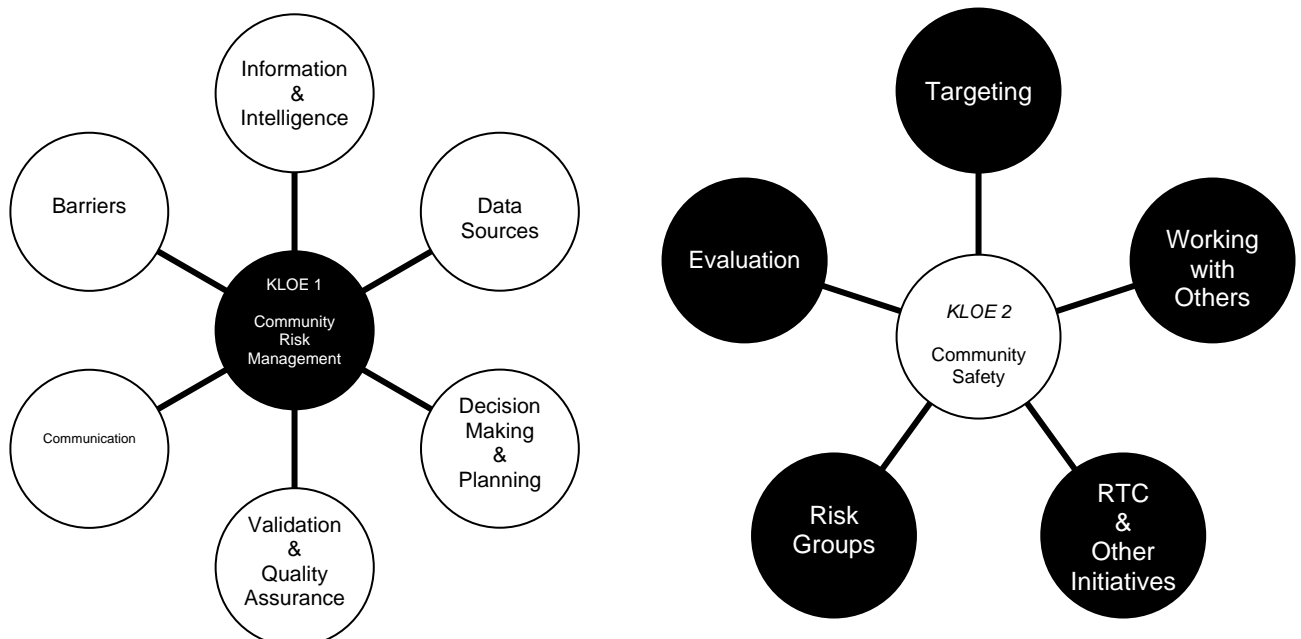 Information
&
Intelligence
Data
Sources
Decision
Making
&
Planning
Validation
&
Quality
Assurance
Communication
Barriers
KLOE 1
Community
Risk
Management
Targeting
Working
with
Others
RTC
&
Other
Initiatives
Risk
Groups
Evaluation
KLOE 2
Community
Safety